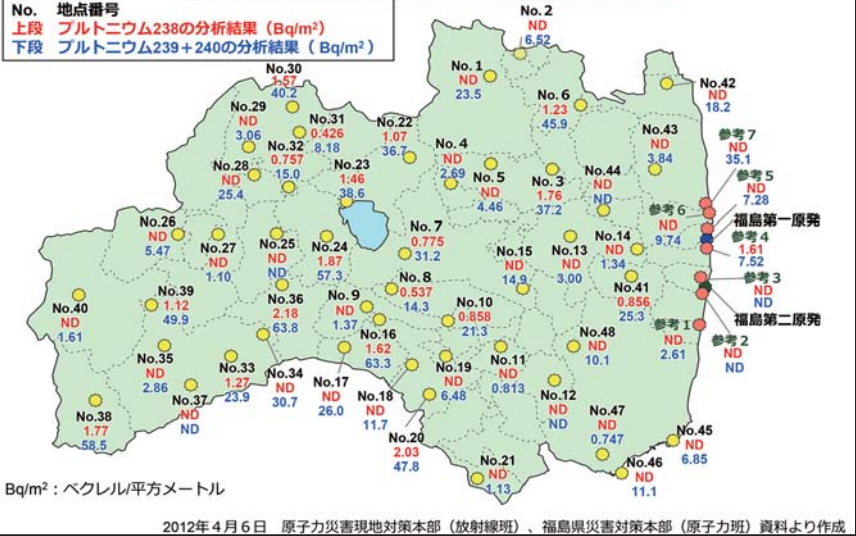 No. 地点番号
上段 プルトニウム238の分析結果（Bq/m²）
下段 プルトニウム239＋240の分析結果（ Bq/m²）
No.2
ND
6.52
No.1
ND
23.5
No.30
1.57
40.2
No.6
1.23
45.9
No.42
ND
18.2
No.29
ND
3.06
No.31
0.426
8.18
No.22
1.07
36.7
No.43
ND
3.84
参考7
ND
35.1
No.32
0.757
15.0
No.4
ND
2.69
No.28
ND
25.4
No.23
1.46
38.6
No.5
ND
4.46
No.3
1.76
37.2
No.44
ND
ND
参考5
ND
7.28
参考6
ND
9.74
福島第一原発
No.26
ND
5.47
No.27
ND
1.10
No.25
ND
ND
No.24
1.87
57.3
No.7
0.775
31.2
No.15
ND
14.9
No.13
ND
3.00
No.14
ND
1.34
参考4
1.61
7.52
No.8
0.537
14.3
参考3
ND
ND
No.40
ND
1.61
No.39
1.12
49.9
No.36
2.18
63.8
No.9
ND
1.37
No.10
0.858
21.3
No.41
0.856
25.3
福島第二原発
参考1
ND
2.61
参考2
ND
ND
No.16
1.62
63.3
No.48
ND
10.1
No.35
ND
2.86
No.33
1.27
23.9
No.34
ND
30.7
No.17
ND
26.0
No.19
ND
6.48
No.11
ND
0.813
No.37
ND
ND
No.18
ND
11.7
No.12
ND
ND
No.38
1.77
58.5
No.20
2.03
47.8
No.47
ND
0.747
No.45
ND
6.85
No.21
ND
1.13
No.46
ND
11.1
Bq/m²：ベクレル/平方メートル
2012年4月6日 原子力災害現地対策本部（放射線班）、福島県災害対策本部（原子力班）資料より作成